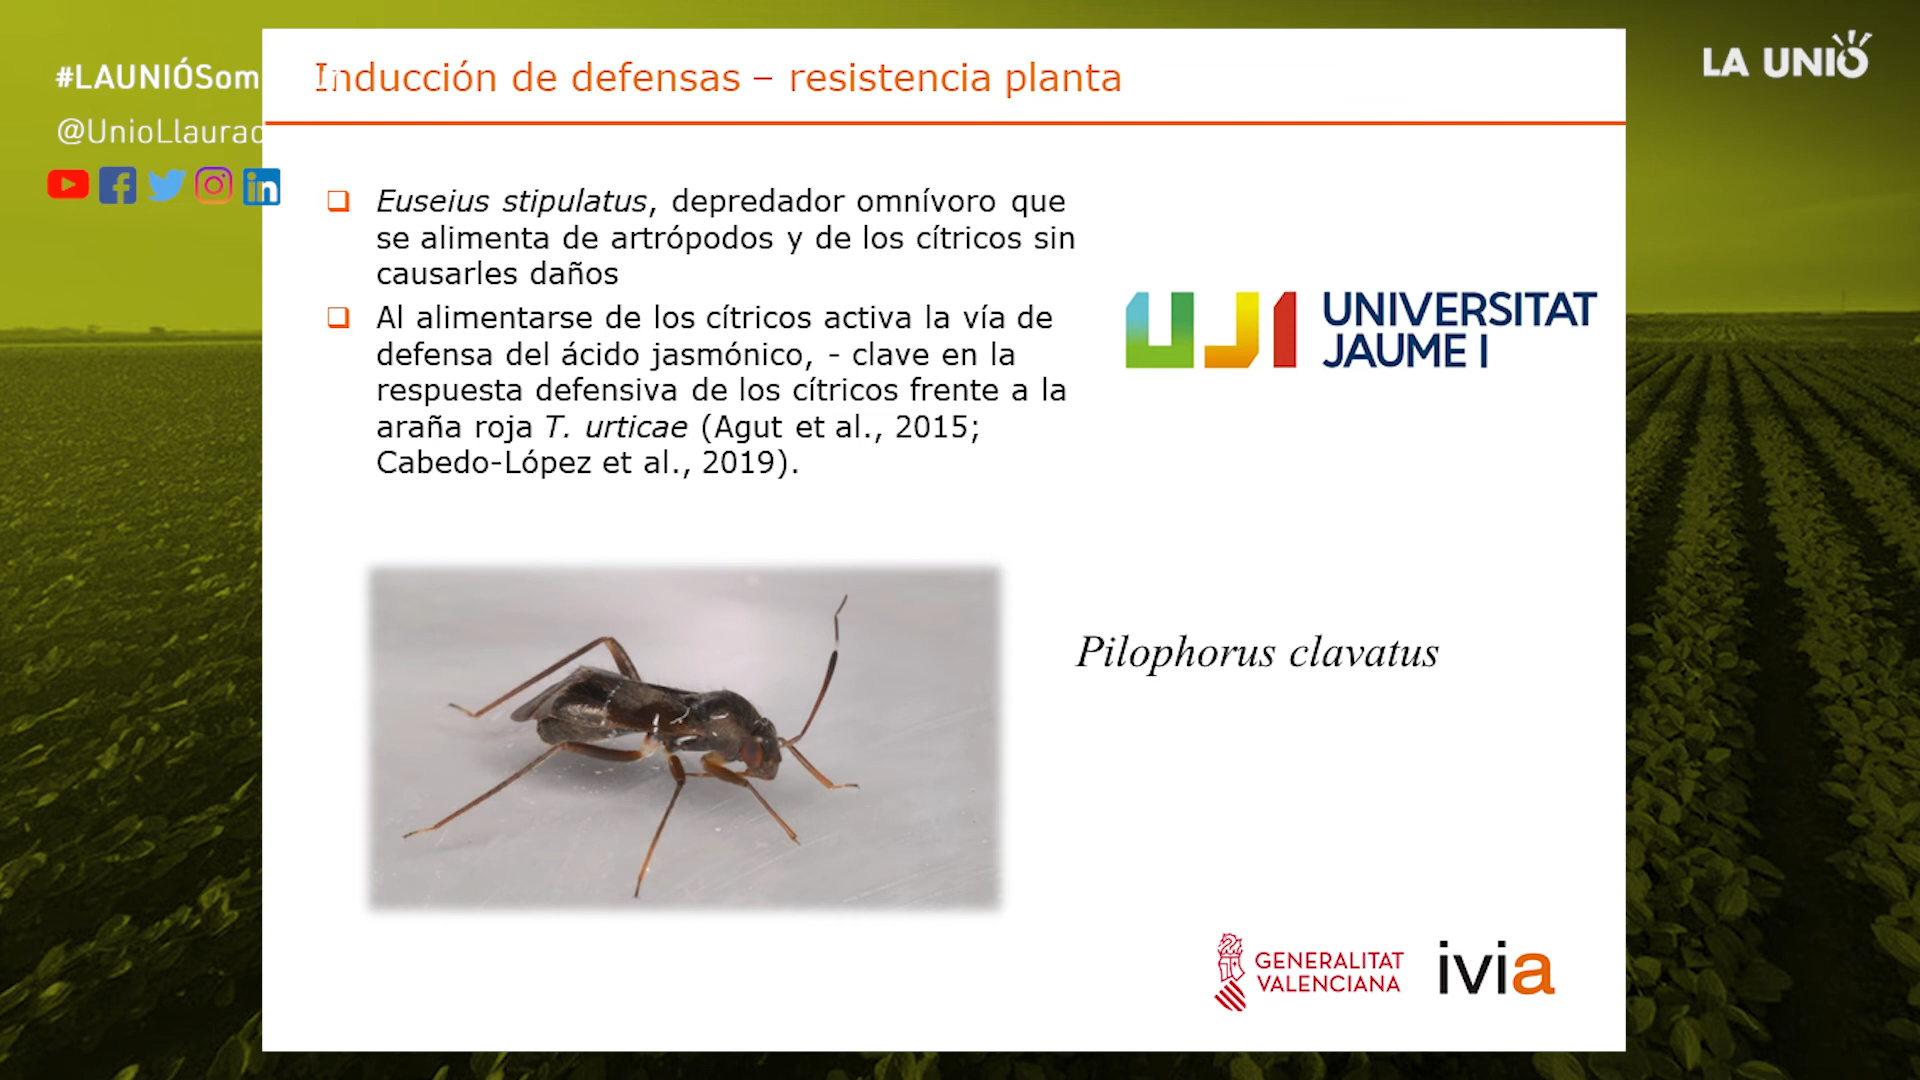 #LAUNIÓSom
@UnioLlaurad
LA UNIÓ
Inducción de defensas – resistencia planta
❑ Euseius stipulatus, depredador omnívoro que
se alimenta de artrópodos y de los cítricos sin
causarles daños
❑ Al alimentarse de los cítricos activa la vía de
defensa del ácido jasmónico, - clave en la
respuesta defensiva de los cítricos frente a la
araña roja T. urticae (Agut et al., 2015;
Cabedo-López et al., 2019).
UJI UNIVERSITAT
JAUME I
Pilophorus clavatus
GENERALITAT
VALENCIANA
ivia